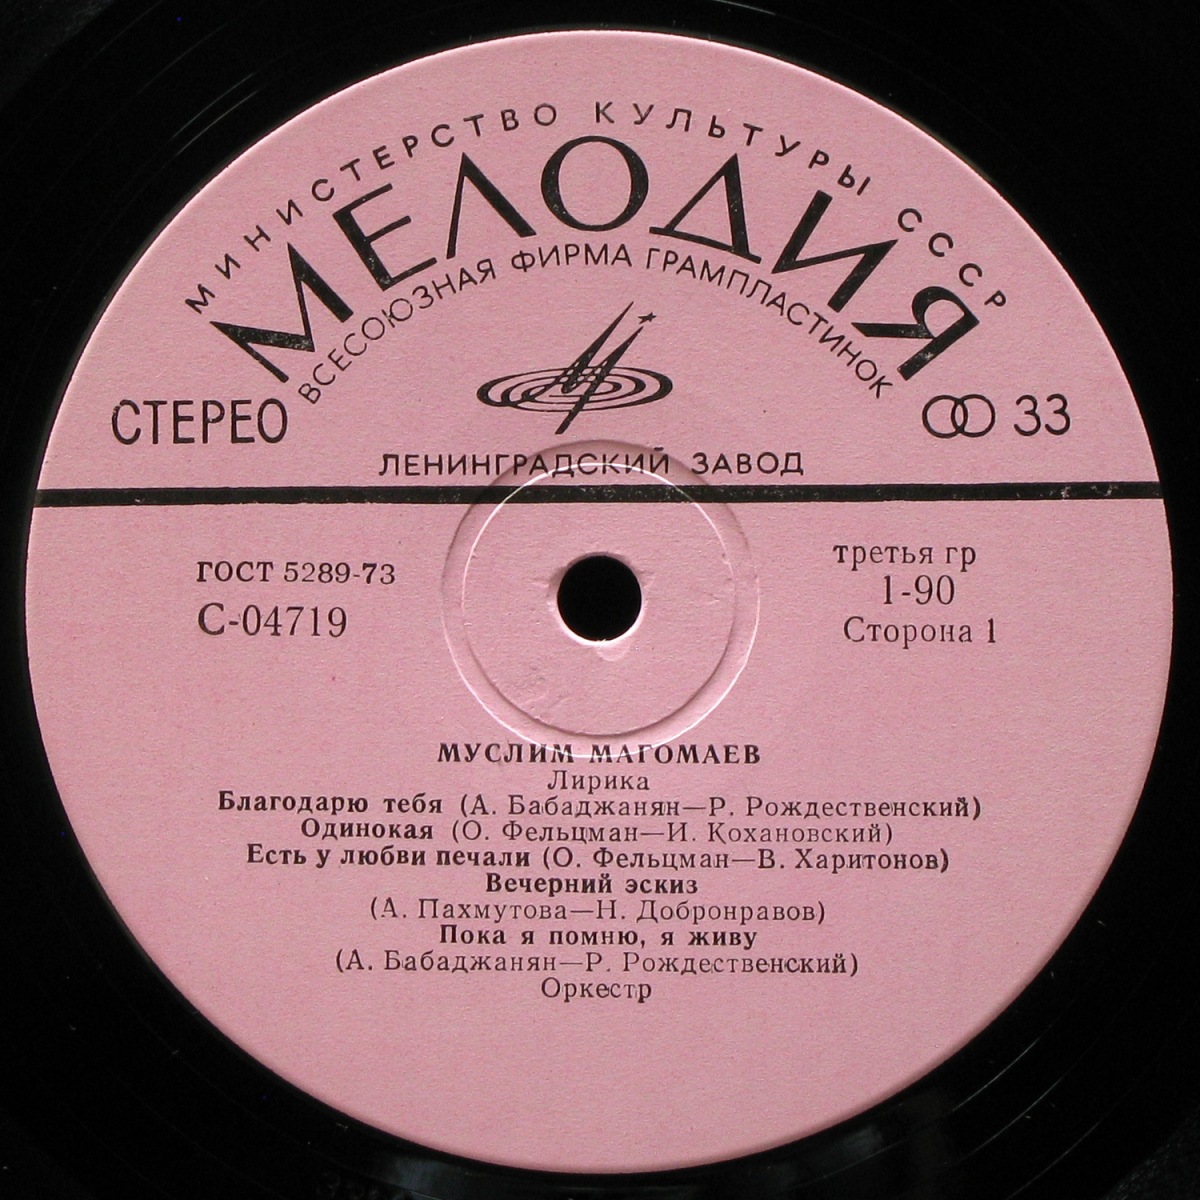 МИНИСТЕРСТВО КУЛЬТУРЫ СССР
МЕЛОДИЯ
ВСЕСОЮЗНАЯ ФИРМА ГРАМПЛАСТИНОК
СТЕРЕО
33
ЛЕНИНГРАДСКИЙ ЗАВОД
ГОСТ 5289-73
С-04719
третья гр
1-90
Сторона 1
МУСЛИМ МАГОМАЕВ
Лирика
Благодарю тебя (А. Бабаджанян—Р. Рождественский)
Одинокая (О. Фельцман—И. Кохановский)
Есть у любви печали (О. Фельцман—В. Харитонов)
Вечерний эскиз
(А. Пахмутова—Н. Добронравов)
Пока я помню, я живу
(А. Бабаджанян—Р. Рождественский)
Оркестр